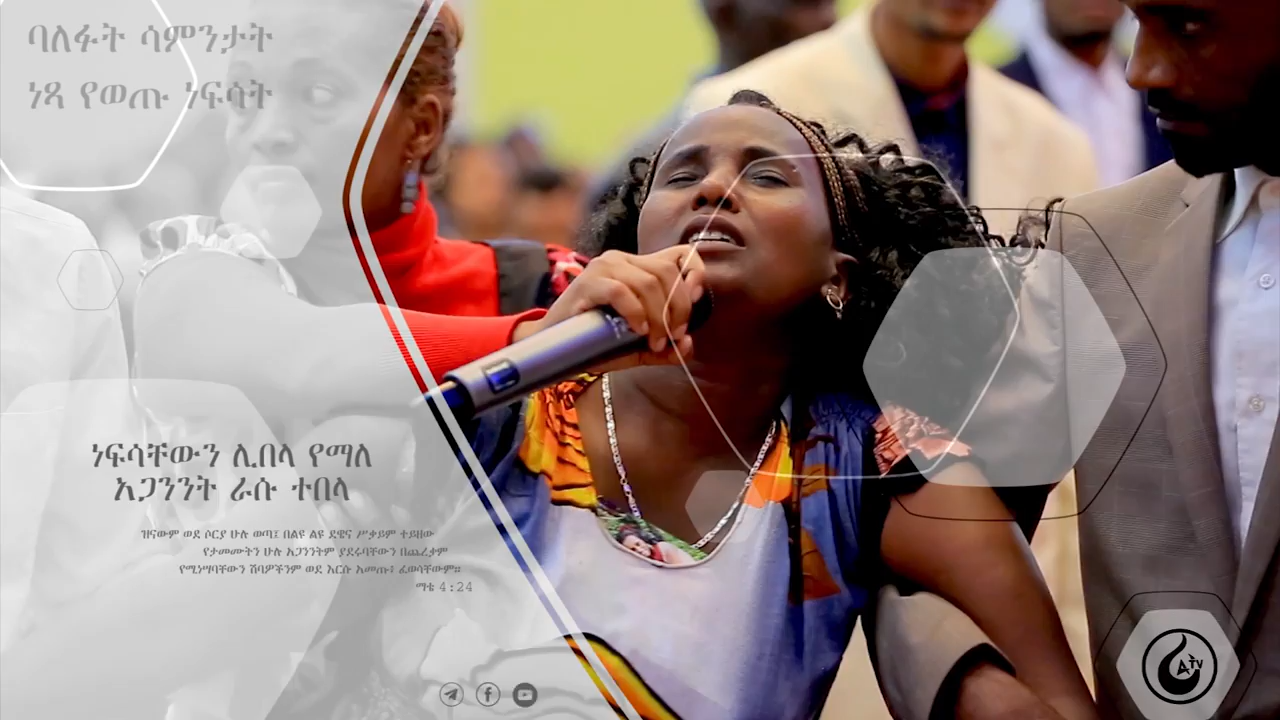 ባለፉት ሳምንታት
ነጻ የወጡ ነፍሳት
ነፍሳቸውን ሊበላ የማለ
አጋንንት ራሱ ተበላ
ዝናውም ወደ ሶርያ ሁሉ ወጣ፤ በልዩ ልዩ ደዌና ሥቃይም ተይዘው
የታመሙትን ሁሉ አጋንንትም ያደሩባቸውን በጨረቃም
የሚነሣባቸውን ሽባዎችንም ወደ እርሱ አመጡ፥ ፈወሳቸውም።
ማቴ 4:24
ATV